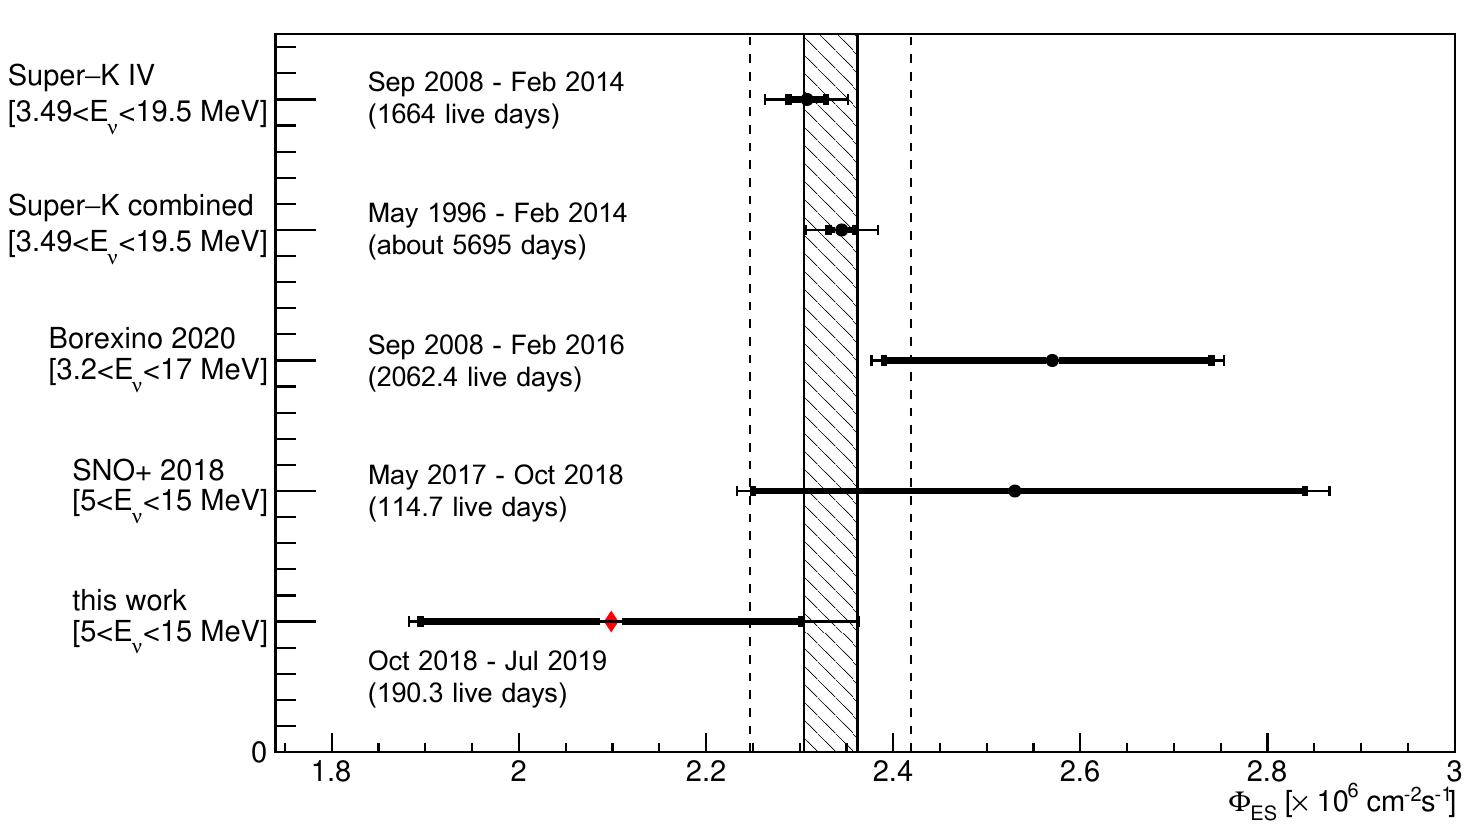 Super–K IV
[3.49<Eν<19.5 MeV]
Sep 2008 - Feb 2014
(1664 live days)
Super–K combined
[3.49<Eν<19.5 MeV]
May 1996 - Feb 2014
(about 5695 days)
Borexino 2020
[3.2<Eν<17 MeV]
Sep 2008 - Feb 2016
(2062.4 live days)
SNO+ 2018
[5<Eν<15 MeV]
May 2017 - Oct 2018
(114.7 live days)
this work
[5<Eν<15 MeV]
Oct 2018 - Jul 2019
(190.3 live days)
0
1.8 2 2.2 2.4 2.6 2.8 3
Φ_ES [× 10⁶ cm⁻²s⁻¹]